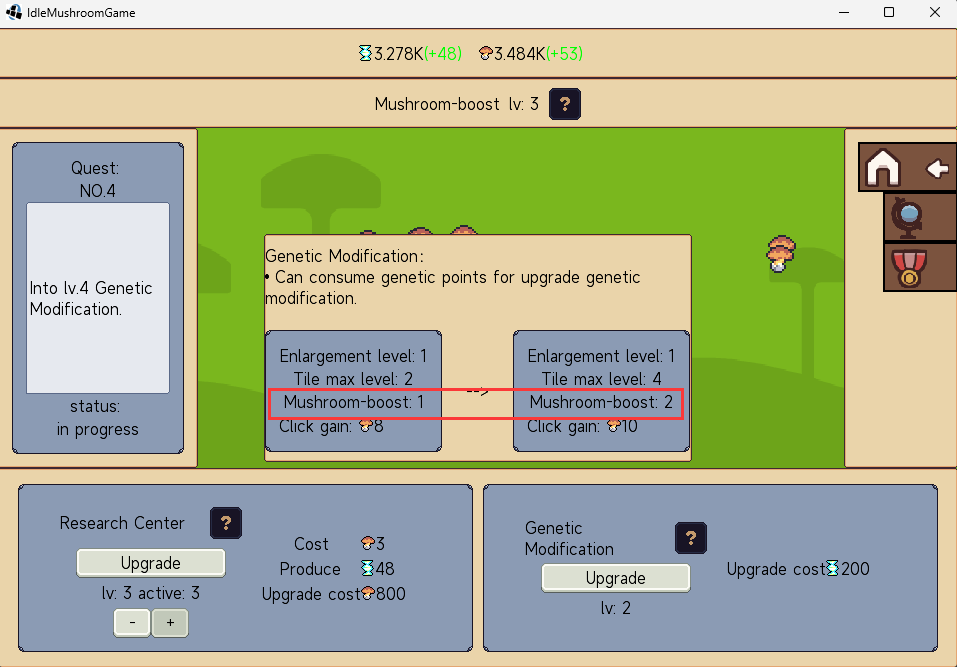 IdleMushroomGame
3.278K(+48) 3.484K(+53)
Mushroom-boost lv: 3 ?
Quest:
NO.4
Into lv.4 Genetic
Modification.
status:
in progress
Genetic Modification:
• Can consume genetic points for upgrade genetic
modification.
Enlargement level: 1
Tile max level: 2
Mushroom-boost: 1
Click gain: 8
-->
Enlargement level: 1
Tile max level: 4
Mushroom-boost: 2
Click gain: 10
Research Center ?
Upgrade
lv: 3 active: 3
- +
Cost 3
Produce 48
Upgrade cost 800
Genetic
Modification ?
Upgrade
lv: 2
Upgrade cost 200